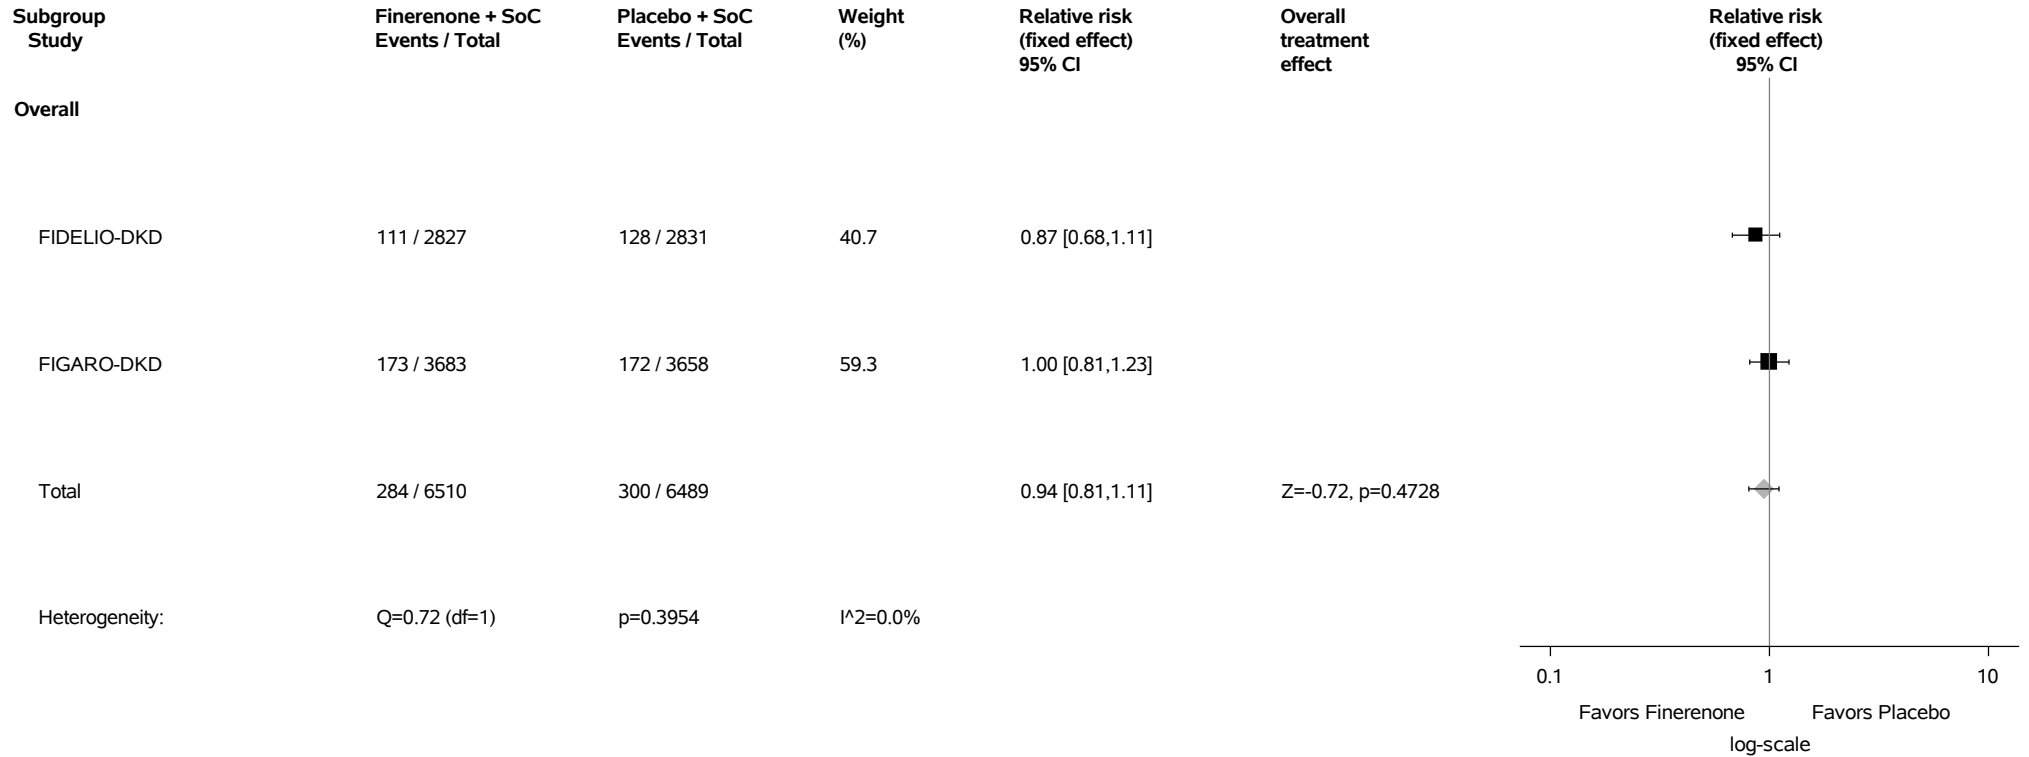 Subgroup Finerenone + SoC Placebo + SoC Weight Relative risk Overall Relative risk
Study Events / Total Events / Total (%) (fixed effect) treatment (fixed effect)
95% CI effect 95% CI
Overall
FIDELIO-DKD 111 / 2827 128 / 2831 40.7 0.87 [0.68,1.11]
FIGARO-DKD 173 / 3683 172 / 3658 59.3 1.00 [0.81,1.23]
Total 284 / 6510 300 / 6489 0.94 [0.81,1.11] Z=-0.72, p=0.4728
Heterogeneity: Q=0.72 (df=1) p=0.3954 I^2=0.0%
0.1 1 10
Favors Finerenone Favors Placebo
log-scale